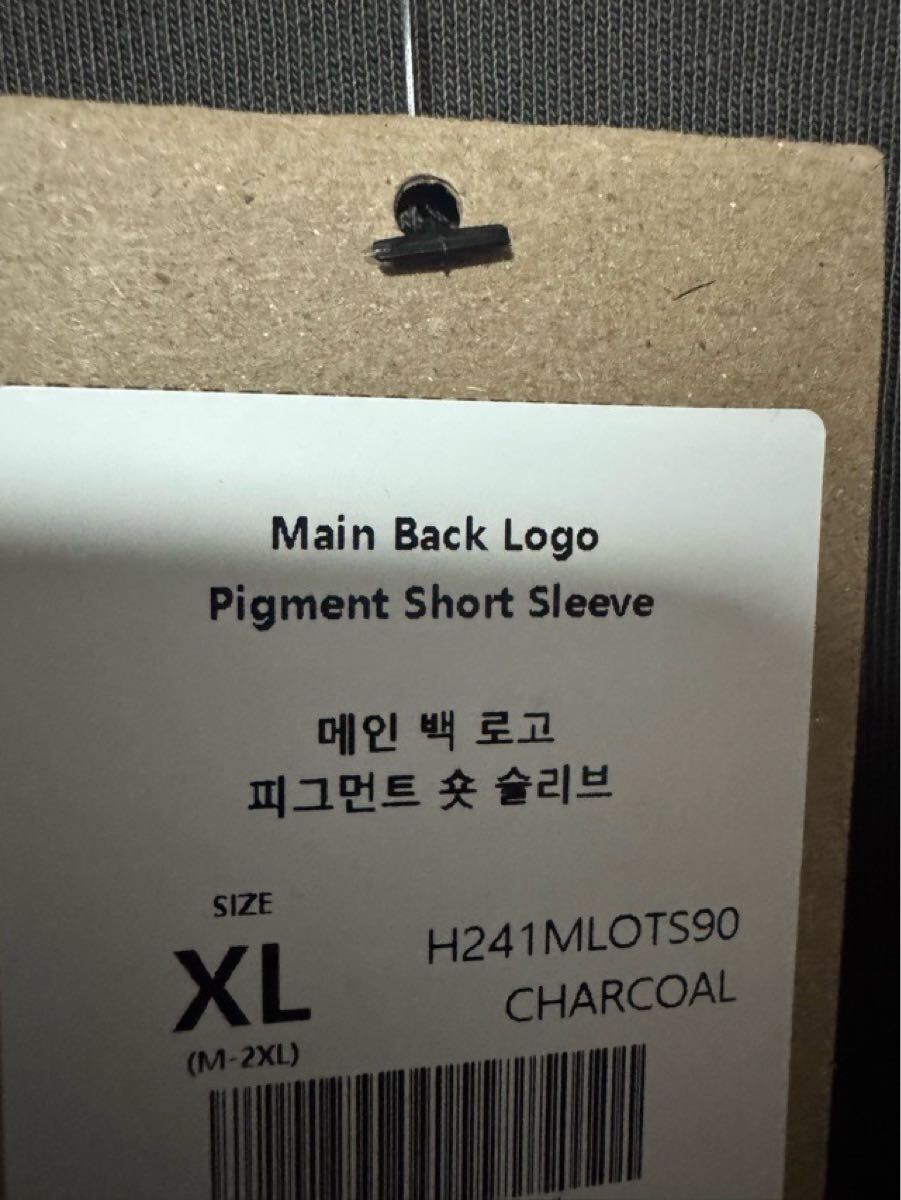 Main Back Logo
Pigment Short Sleeve
메인 백 로고
피그먼트 숏 슬리브
SIZE
XL
(M-2XL)
H241MLOTS90
CHARCOAL